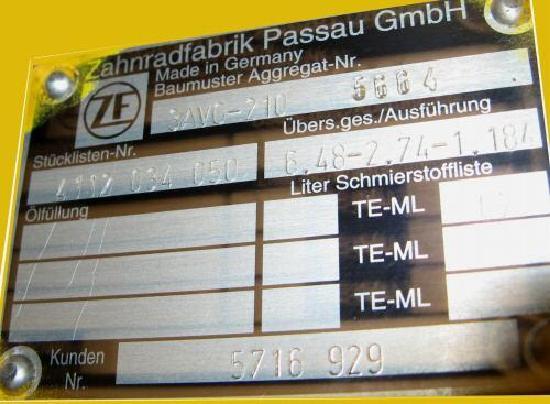 Zahnradfabrik Passau GmbH
Made in Germany
Baumuster Aggregat-Nr.
ZF
3AVG-210 5664
Stücklisten-Nr. Übers.ges./Ausführung
4112 034 050 6.48-2.74-1.184
Ölfüllung Liter Schmierstoffliste
TE-ML
TE-ML
TE-ML
Kunden Nr. 5716 929